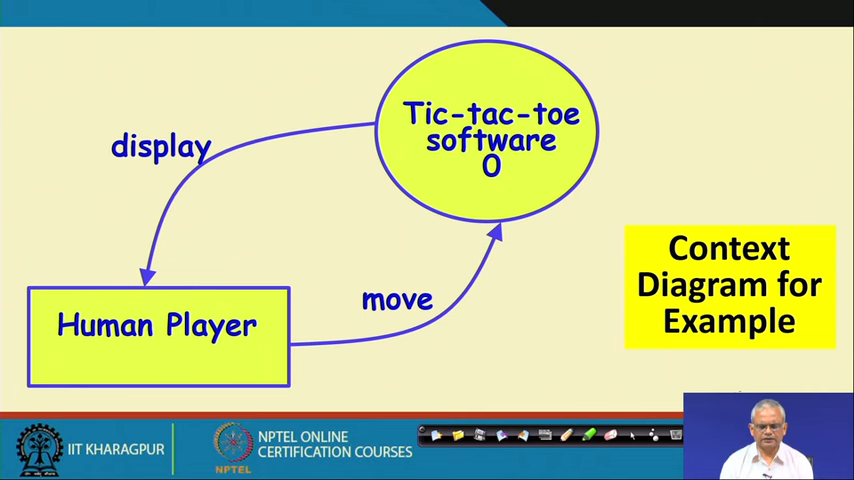 Tic-tac-toe
software
0
display
move
Human Player
Context
Diagram for
Example
IIT KHARAGPUR
NPTEL
NPTEL ONLINE
CERTIFICATION COURSES